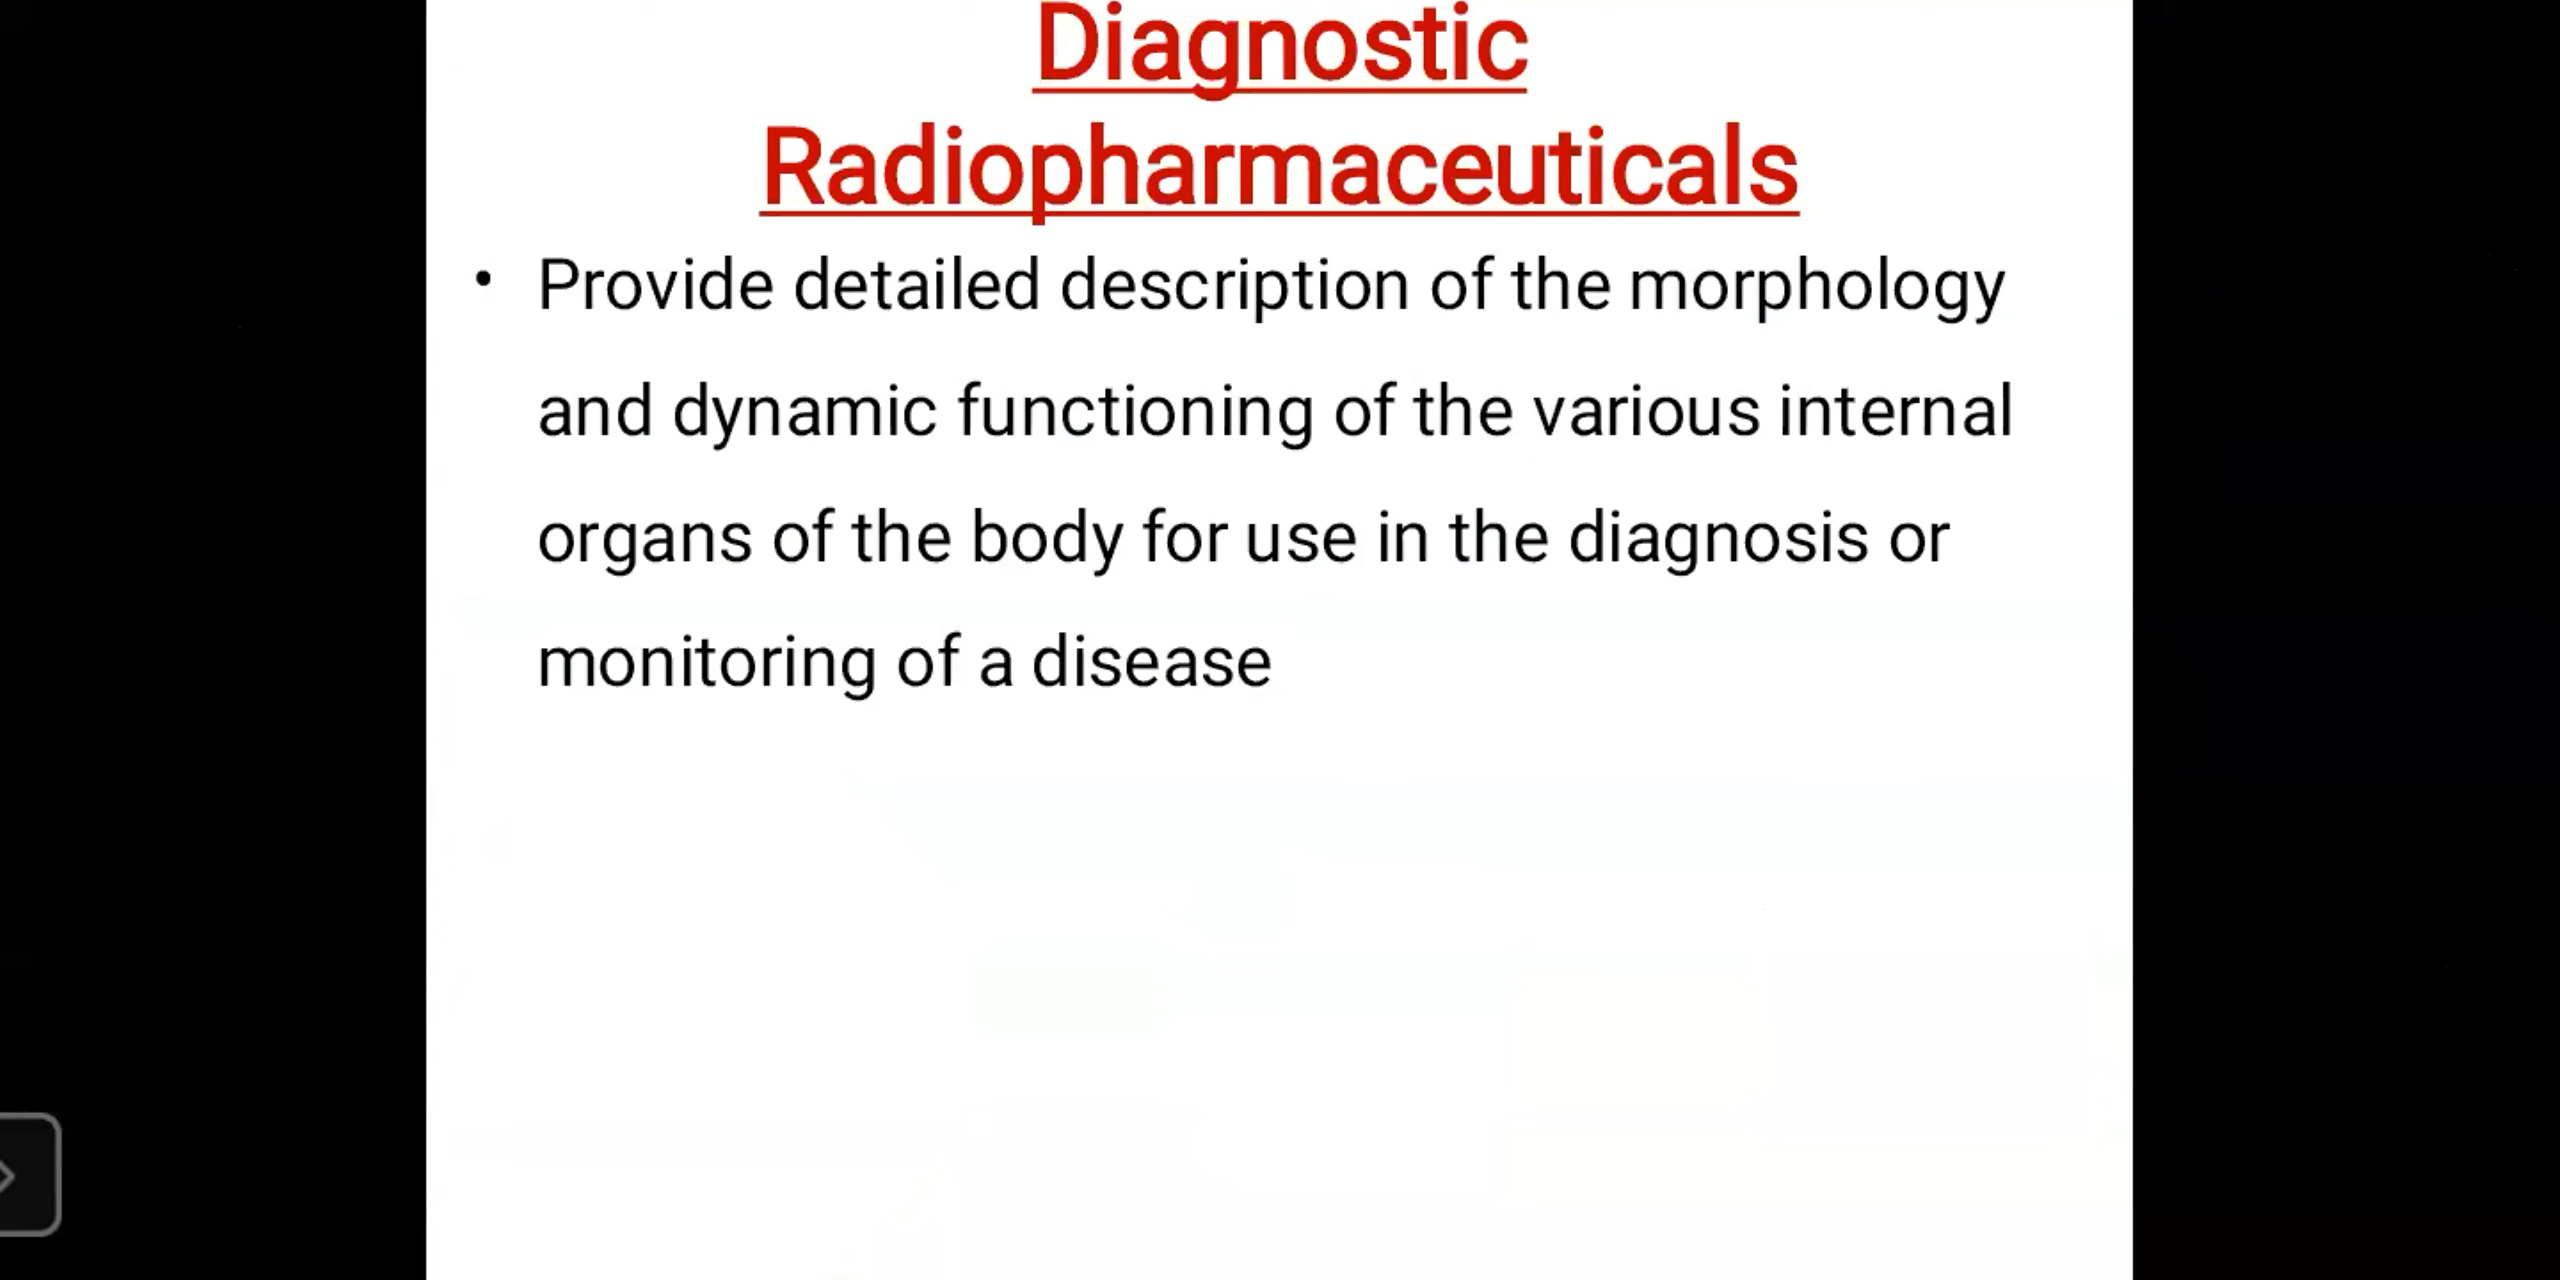 Diagnostic
Radiopharmaceuticals
• Provide detailed description of the morphology
and dynamic functioning of the various internal
organs of the body for use in the diagnosis or
monitoring of a disease